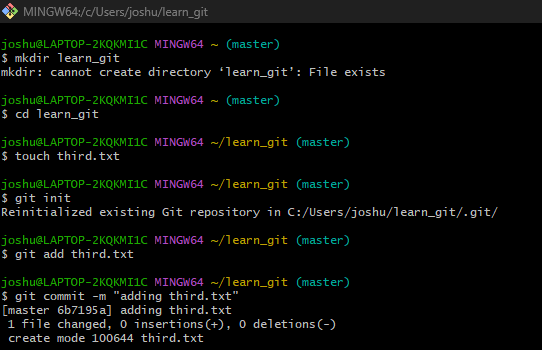 MINGW64:/c/Users/joshu/learn_git
joshu@LAPTOP-2KQKMI1C MINGW64 ~ (master)
$ mkdir learn_git
mkdir: cannot create directory ‘learn_git’: File exists
joshu@LAPTOP-2KQKMI1C MINGW64 ~ (master)
$ cd learn_git
joshu@LAPTOP-2KQKMI1C MINGW64 ~/learn_git (master)
$ touch third.txt
joshu@LAPTOP-2KQKMI1C MINGW64 ~/learn_git (master)
$ git init
Reinitialized existing Git repository in C:/Users/joshu/learn_git/.git/
joshu@LAPTOP-2KQKMI1C MINGW64 ~/learn_git (master)
$ git add third.txt
joshu@LAPTOP-2KQKMI1C MINGW64 ~/learn_git (master)
$ git commit -m "adding third.txt"
[master 6b7195a] adding third.txt
 1 file changed, 0 insertions(+), 0 deletions(-)
 create mode 100644 third.txt